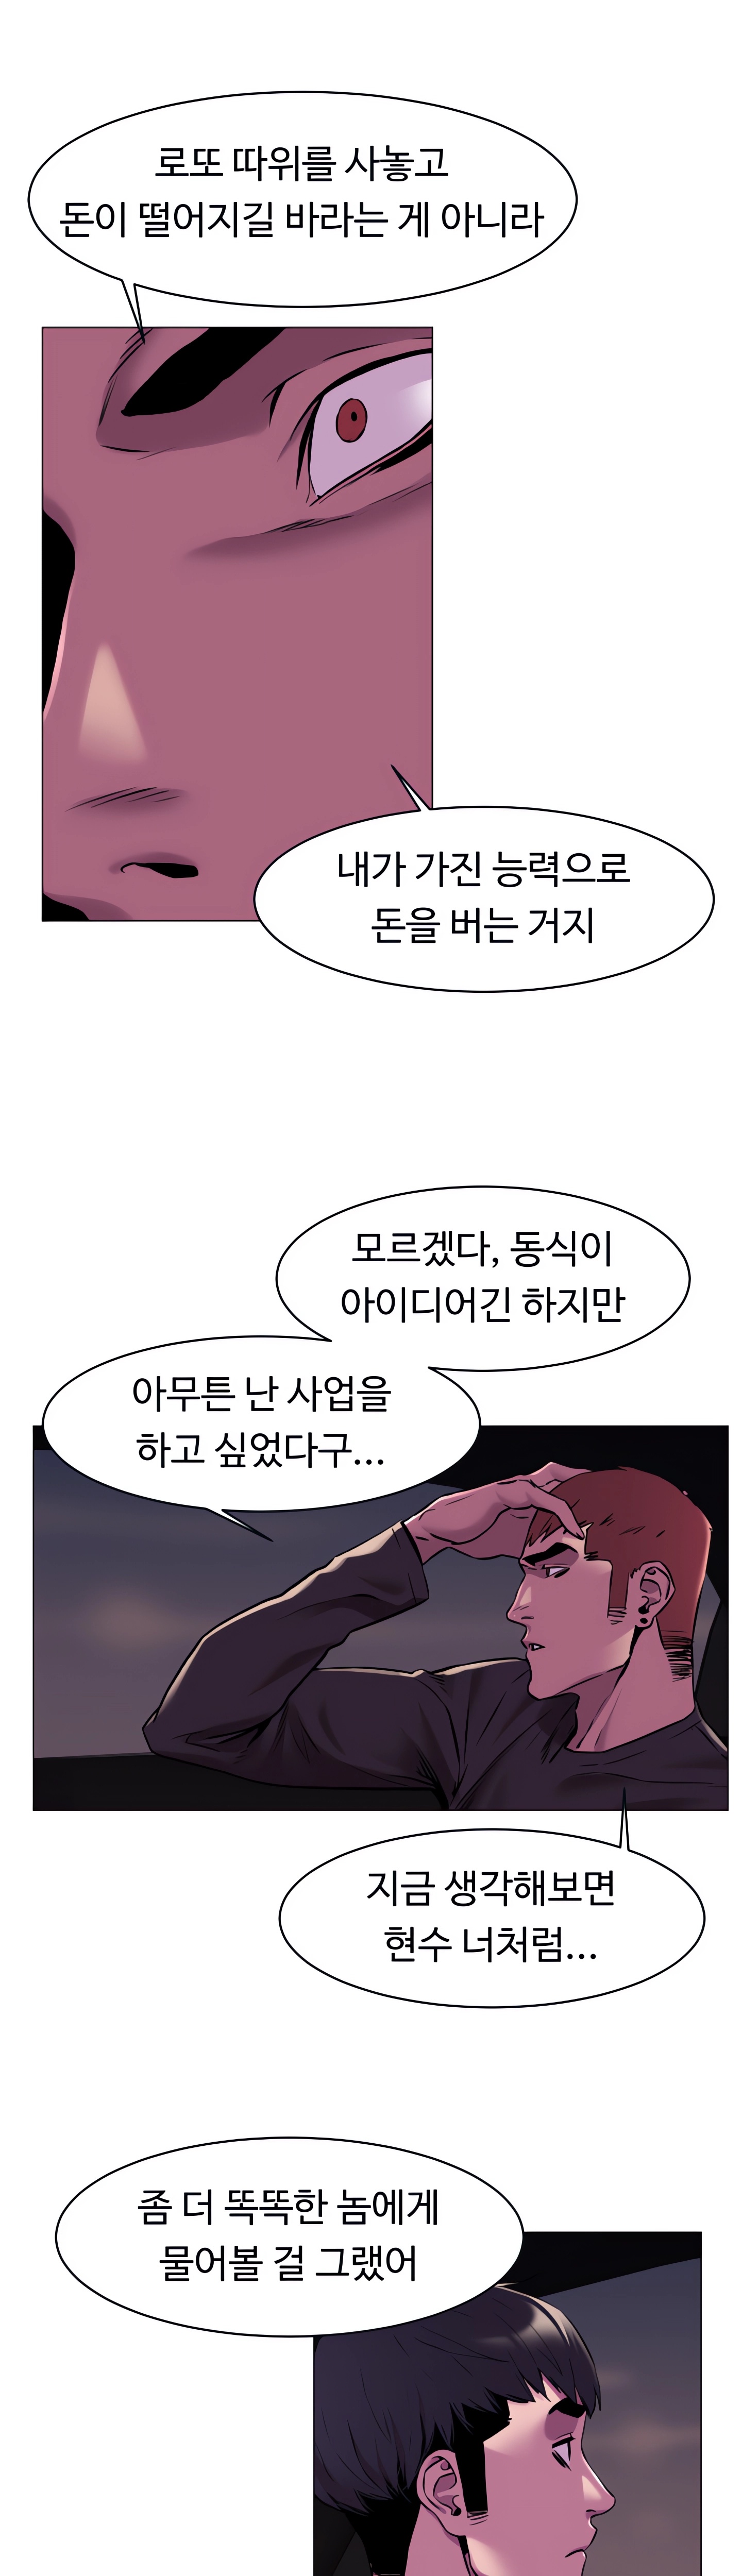 로또 따위를 사놓고
돈이 떨어지길 바라는 게 아니라
내가 가진 능력으로
돈을 버는 거지
모르겠다, 동식이
아이디어긴 하지만
아무튼 난 사업을
하고 싶었다구...
지금 생각해보면
현수 너처럼...
좀 더 똑똑한 놈에게
물어볼 걸 그랬어